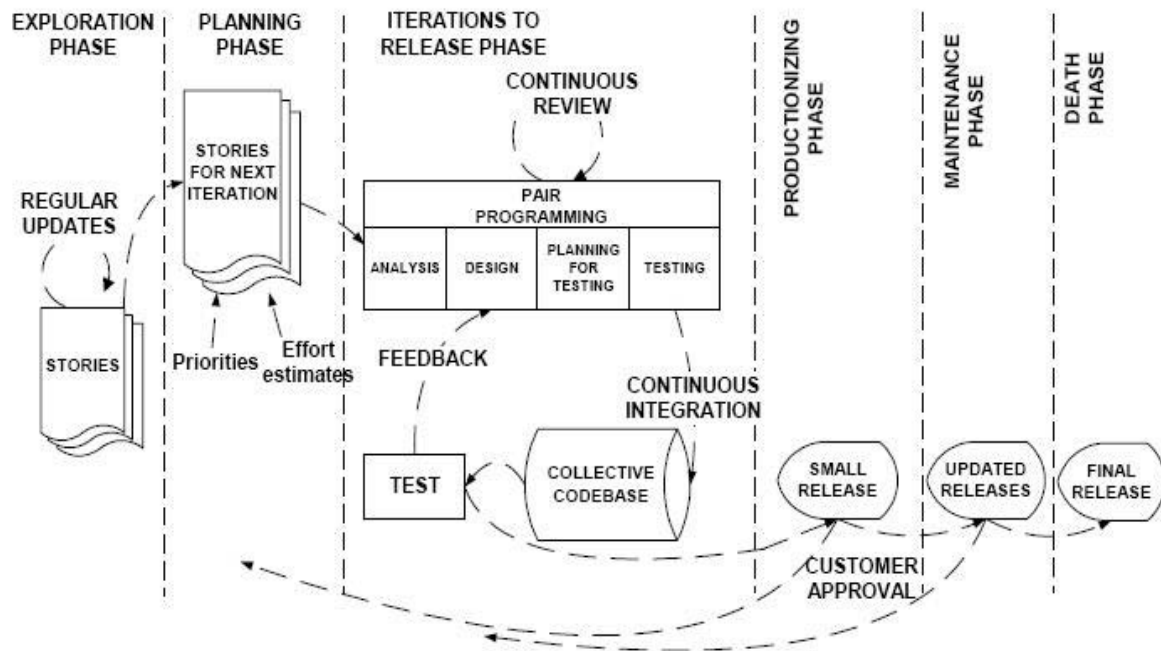 EXPLORATION
PHASE
PLANNING
PHASE
ITERATIONS TO
RELEASE PHASE
PRODUCTIONIZING
PHASE
MAINTENANCE
PHASE
DEATH
PHASE
REGULAR
UPDATES
STORIES
STORIES
FOR NEXT
ITERATION
Priorities
Effort
estimates
CONTINUOUS
REVIEW
PAIR
PROGRAMMING
ANALYSIS
DESIGN
PLANNING
FOR
TESTING
TESTING
FEEDBACK
CONTINUOUS
INTEGRATION
TEST
COLLECTIVE
CODEBASE
SMALL
RELEASE
UPDATED
RELEASES
FINAL
RELEASE
CUSTOMER
APPROVAL